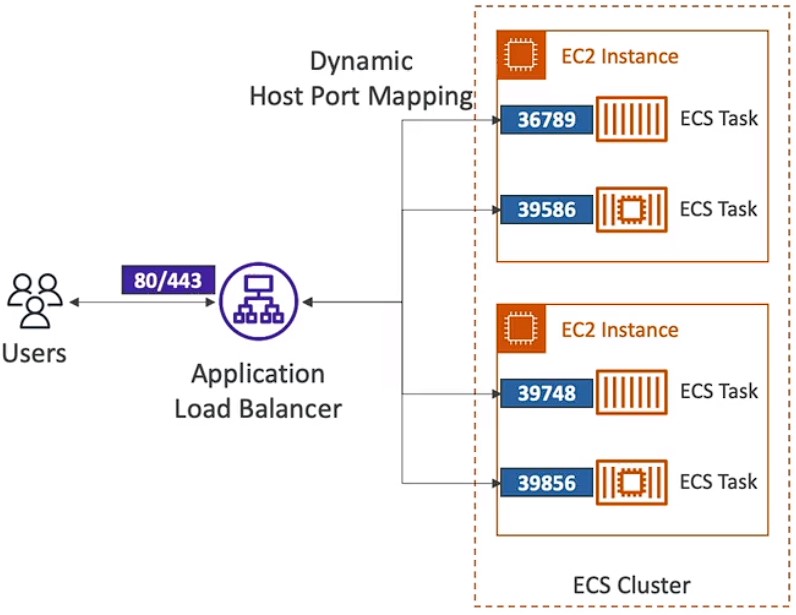 Dynamic
Host Port Mapping
EC2 Instance
36789
ECS Task
39586
ECS Task
80/443
Users
Application
Load Balancer
EC2 Instance
39748
ECS Task
39856
ECS Task
ECS Cluster